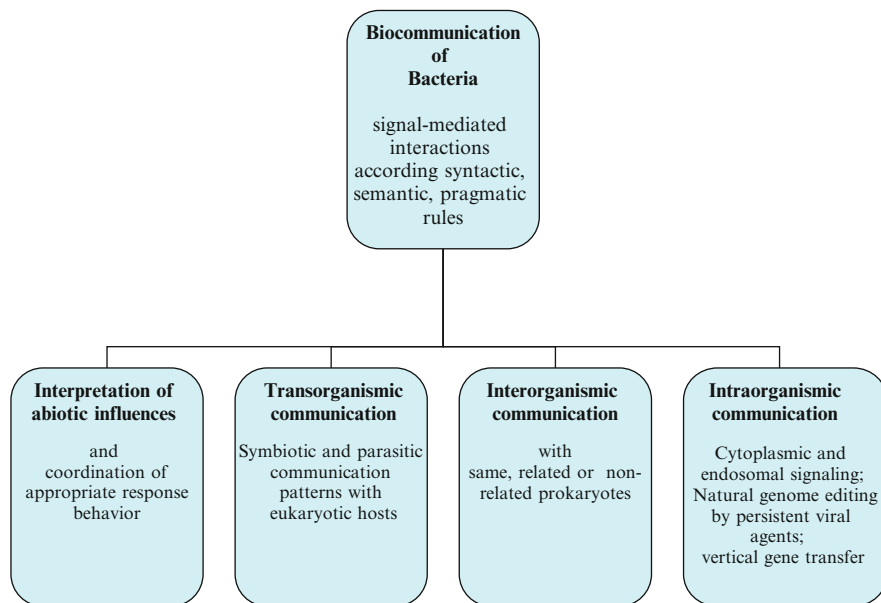 Biocommunication
of
Bacteria
signal-mediated
interactions
according syntactic,
semantic, pragmatic
rules
Interpretation of
abiotic influences
and
coordination of
appropriate response
behavior
Transorganismic
communication
Symbiotic and parasitic
communication
patterns with
eukaryotic hosts
Interorganismic
communication
with
same, related or non-
related prokaryotes
Intraorganismic
communication
Cytoplasmic and
endosomal signaling;
Natural genome editing
by persistent viral
agents;
vertical gene transfer